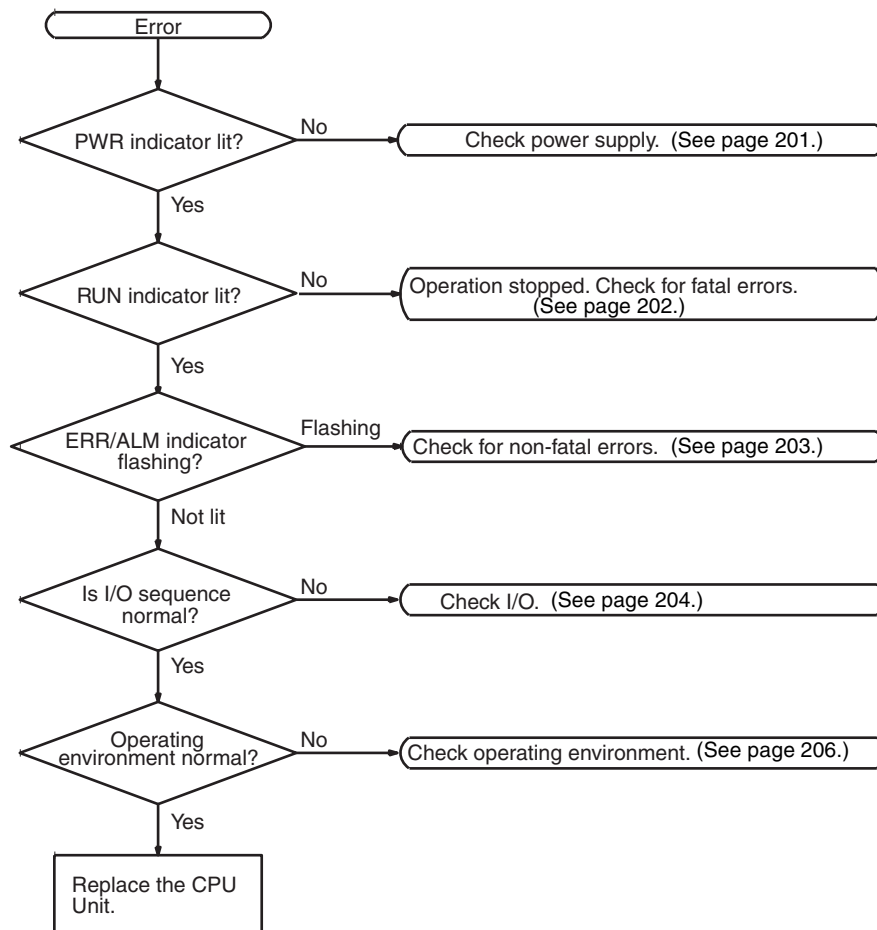 Error
PWR indicator lit?
No
Check power supply. (See page 201.)
Yes
RUN indicator lit?
No
Operation stopped. Check for fatal errors.
(See page 202.)
Yes
ERR/ALM indicator
flashing?
Flashing
Check for non-fatal errors. (See page 203.)
Not lit
Is I/O sequence
normal?
No
Check I/O. (See page 204.)
Yes
Operating
environment normal?
No
Check operating environment. (See page 206.)
Yes
Replace the CPU
Unit.